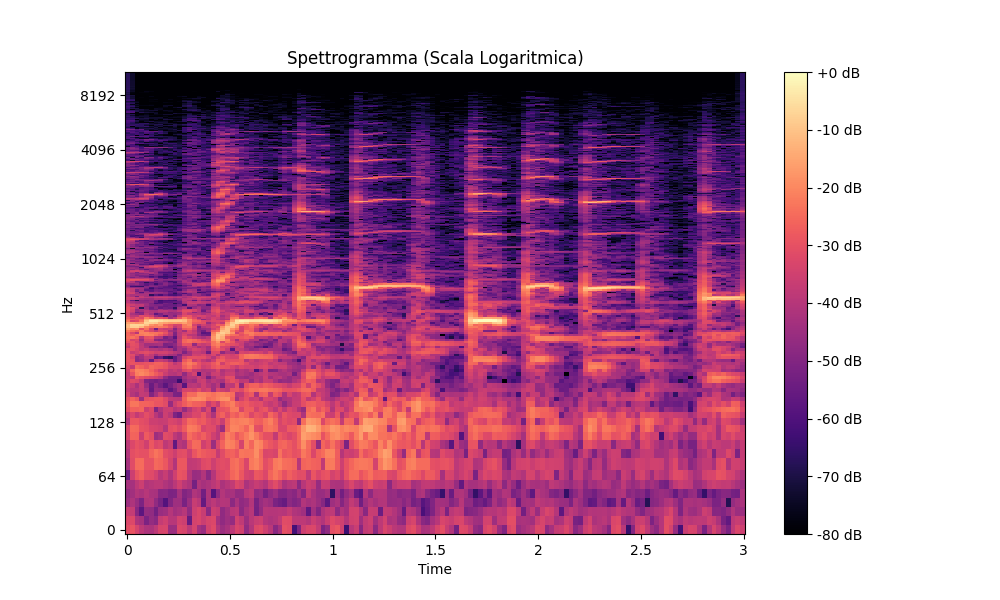 Spettrogramma (Scala Logaritmica)
Hz
8192
4096
2048
1024
512
256
128
64
0
0 0.5 1 1.5 2 2.5 3
Time
+0 dB
-10 dB
-20 dB
-30 dB
-40 dB
-50 dB
-60 dB
-70 dB
-80 dB